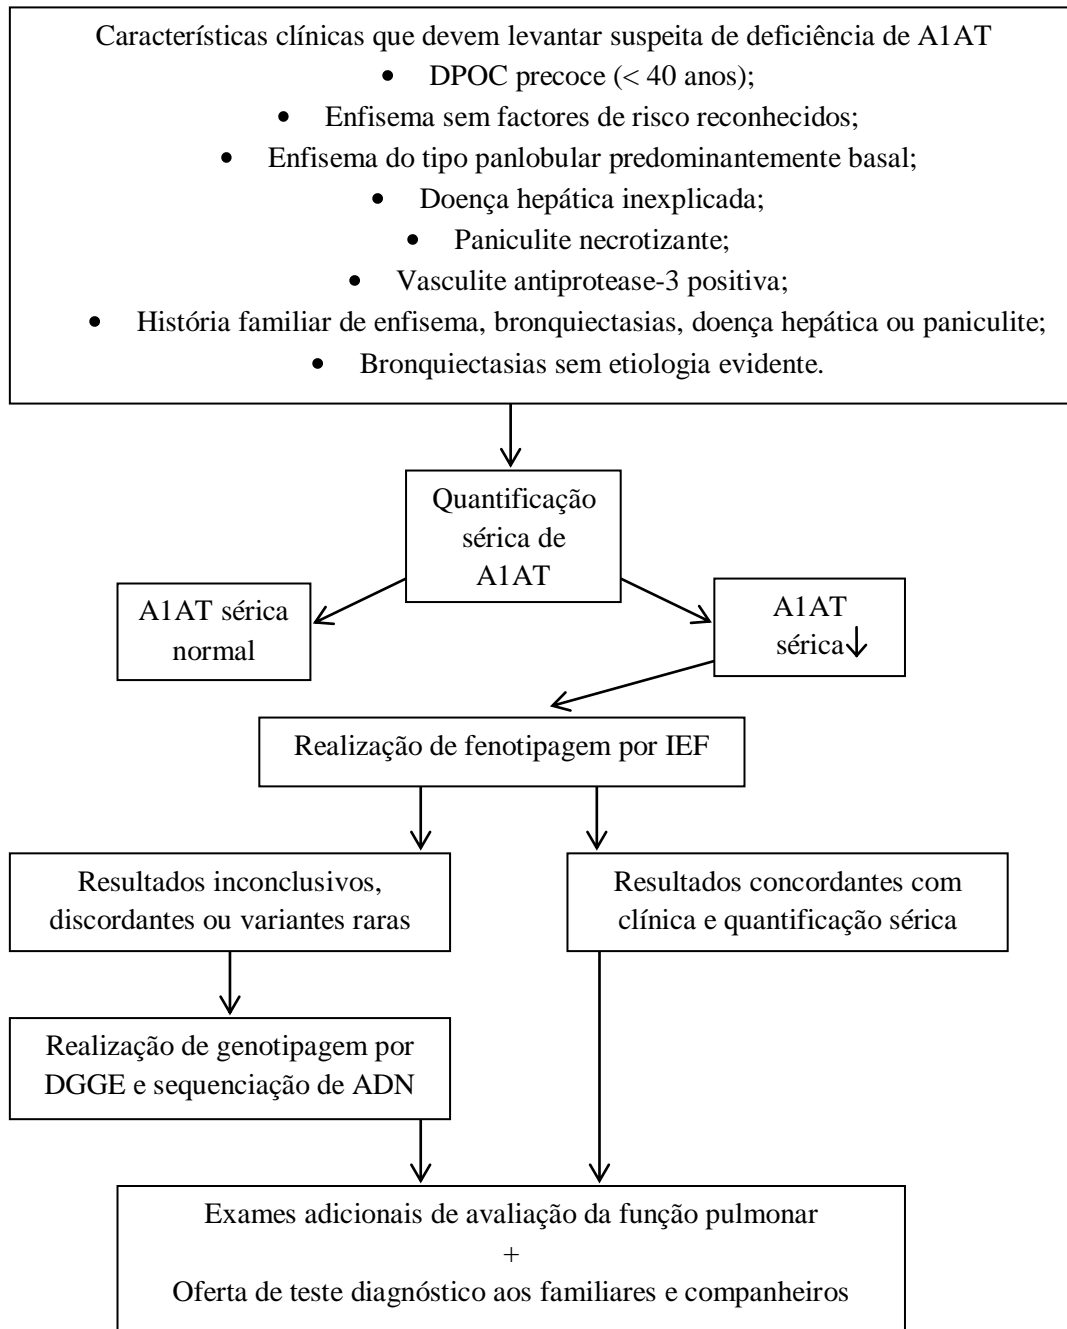 Características clínicas que devem levantar suspeita de deficiência de A1AT
• DPOC precoce (< 40 anos);
• Enfisema sem factores de risco reconhecidos;
• Enfisema do tipo panlobular predominantemente basal;
• Doença hepática inexplicada;
• Paniculite necrotizante;
• Vasculite antiprotease-3 positiva;
• História familiar de enfisema, bronquiectasias, doença hepática ou paniculite;
• Bronquiectasias sem etiologia evidente.
Quantificação
sérica de
A1AT
A1AT sérica
normal
A1AT
sérica↓
Realização de fenotipagem por IEF
Resultados inconclusivos,
discordantes ou variantes raras
Resultados concordantes com
clínica e quantificação sérica
Realização de genotipagem por
DGGE e sequenciação de ADN
Exames adicionais de avaliação da função pulmonar
+
Oferta de teste diagnóstico aos familiares e companheiros